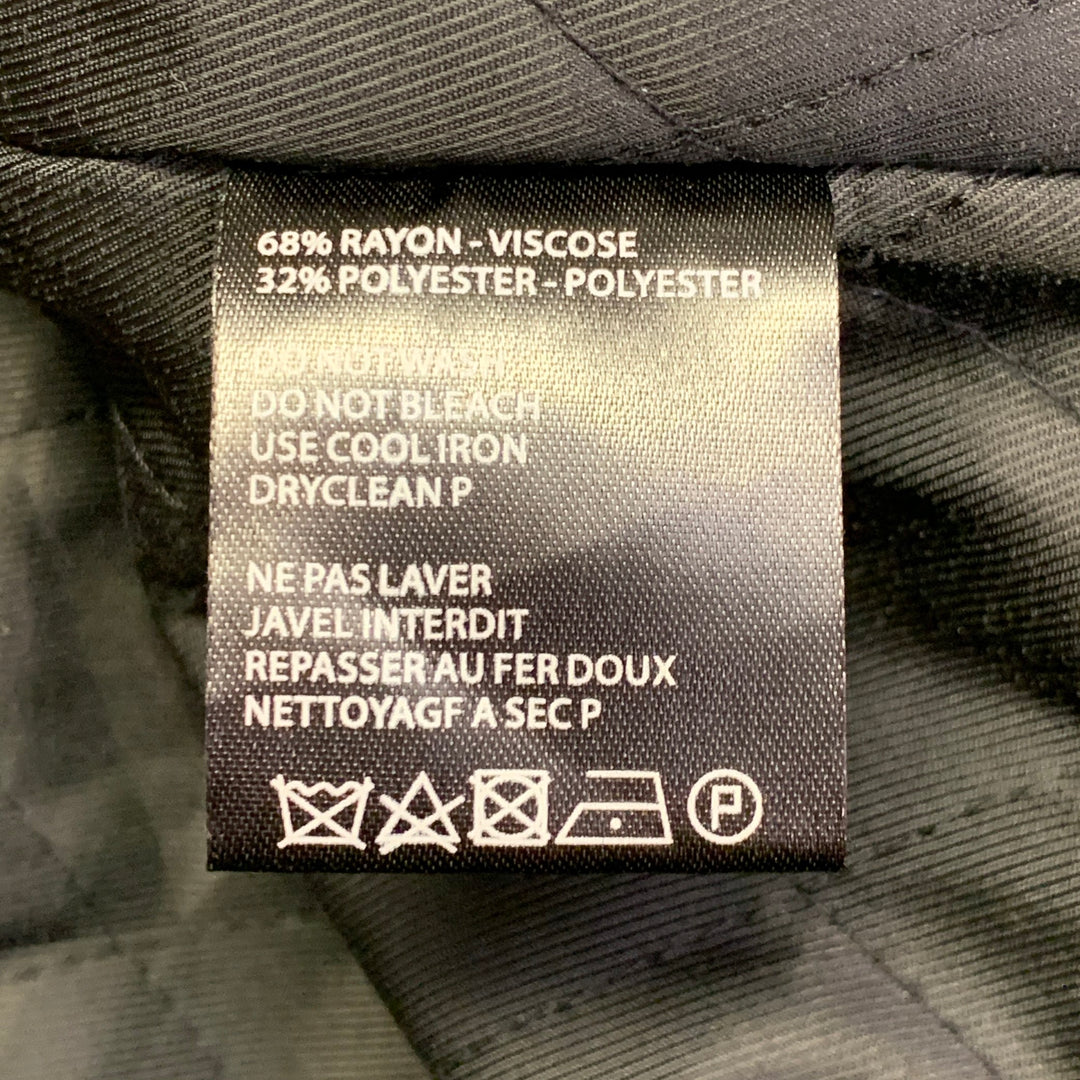 68% RAYON - VISCOSE
32% POLYESTER - POLYESTER
DO NOT WASH
DO NOT BLEACH
USE COOL IRON
DRYCLEAN P
NE PAS LAVER
JAVEL INTERDIT
REPASSER AU FER DOUX
NETTOYAGF A SEC P
P